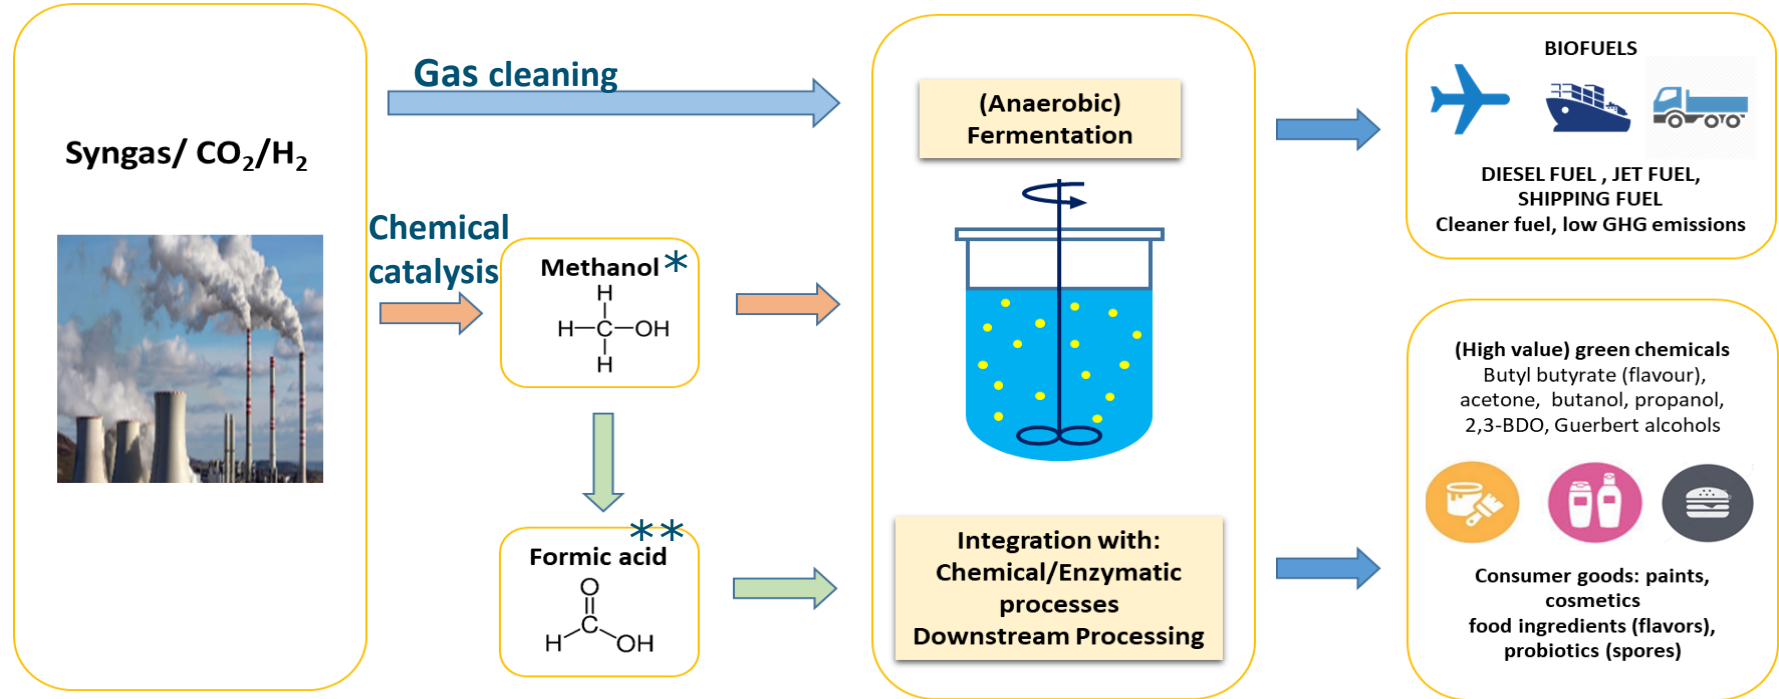 Syngas/ CO₂/H₂
Gas cleaning
Chemical
catalysis
Methanol *
H
H C OH
H
**
Formic acid
O
C
H OH
(Anaerobic)
Fermentation
Integration with:
Chemical/Enzymatic
processes
Downstream Processing
BIOFUELS
DIESEL FUEL , JET FUEL,
SHIPPING FUEL
Cleaner fuel, low GHG emissions
(High value) green chemicals
Butyl butyrate (flavour),
acetone, butanol, propanol,
2,3-BDO, Guerbert alcohols
Consumer goods: paints,
cosmetics
food ingredients (flavors),
probiotics (spores)